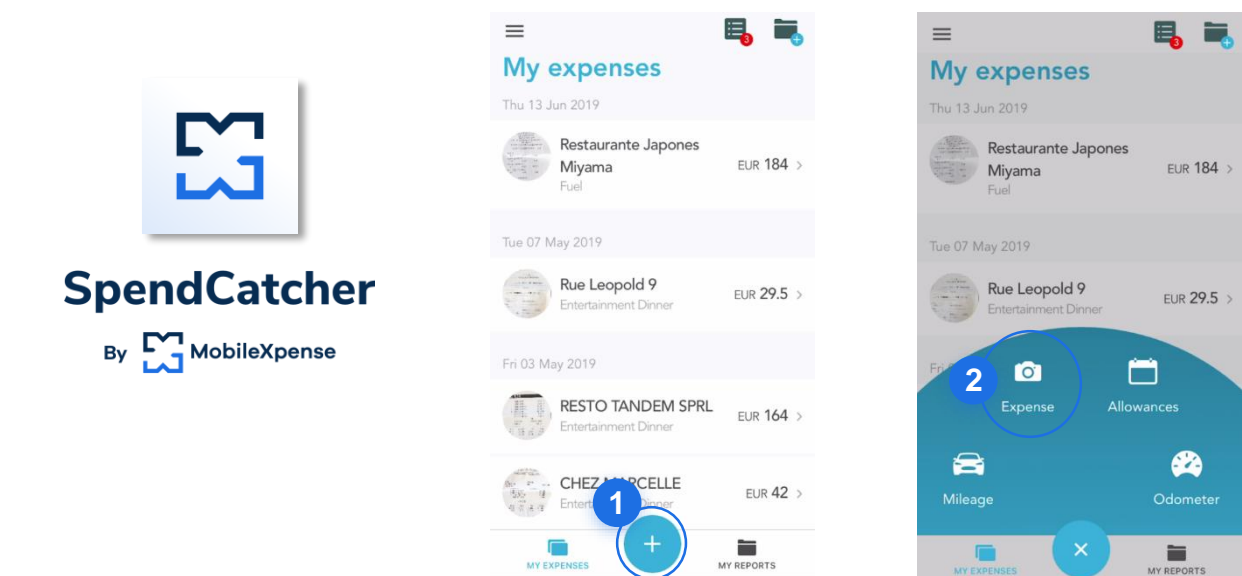 SpendCatcher
By MobileXpense
3
+
My expenses
Thu 13 Jun 2019
Restaurante Japones
Miyama
EUR 184 >
Fuel
Tue 07 May 2019
Rue Leopold 9
EUR 29.5 >
Entertainment Dinner
Fri 03 May 2019
RESTO TANDEM SPRL
EUR 164 >
Entertainment Dinner
EUR 42 >
1
+
MY EXPENSES
MY REPORTS
3
+
My expenses
Thu 13 Jun 2019
Restaurante Japones
Miyama
EUR 184 >
Fuel
Tue 07 May 2019
Rue Leopold 9
EUR 29.5 >
Entertainment Dinner
2
Expense
Allowances
Mileage
Odometer
×
MY EXPENSES
MY REPORTS